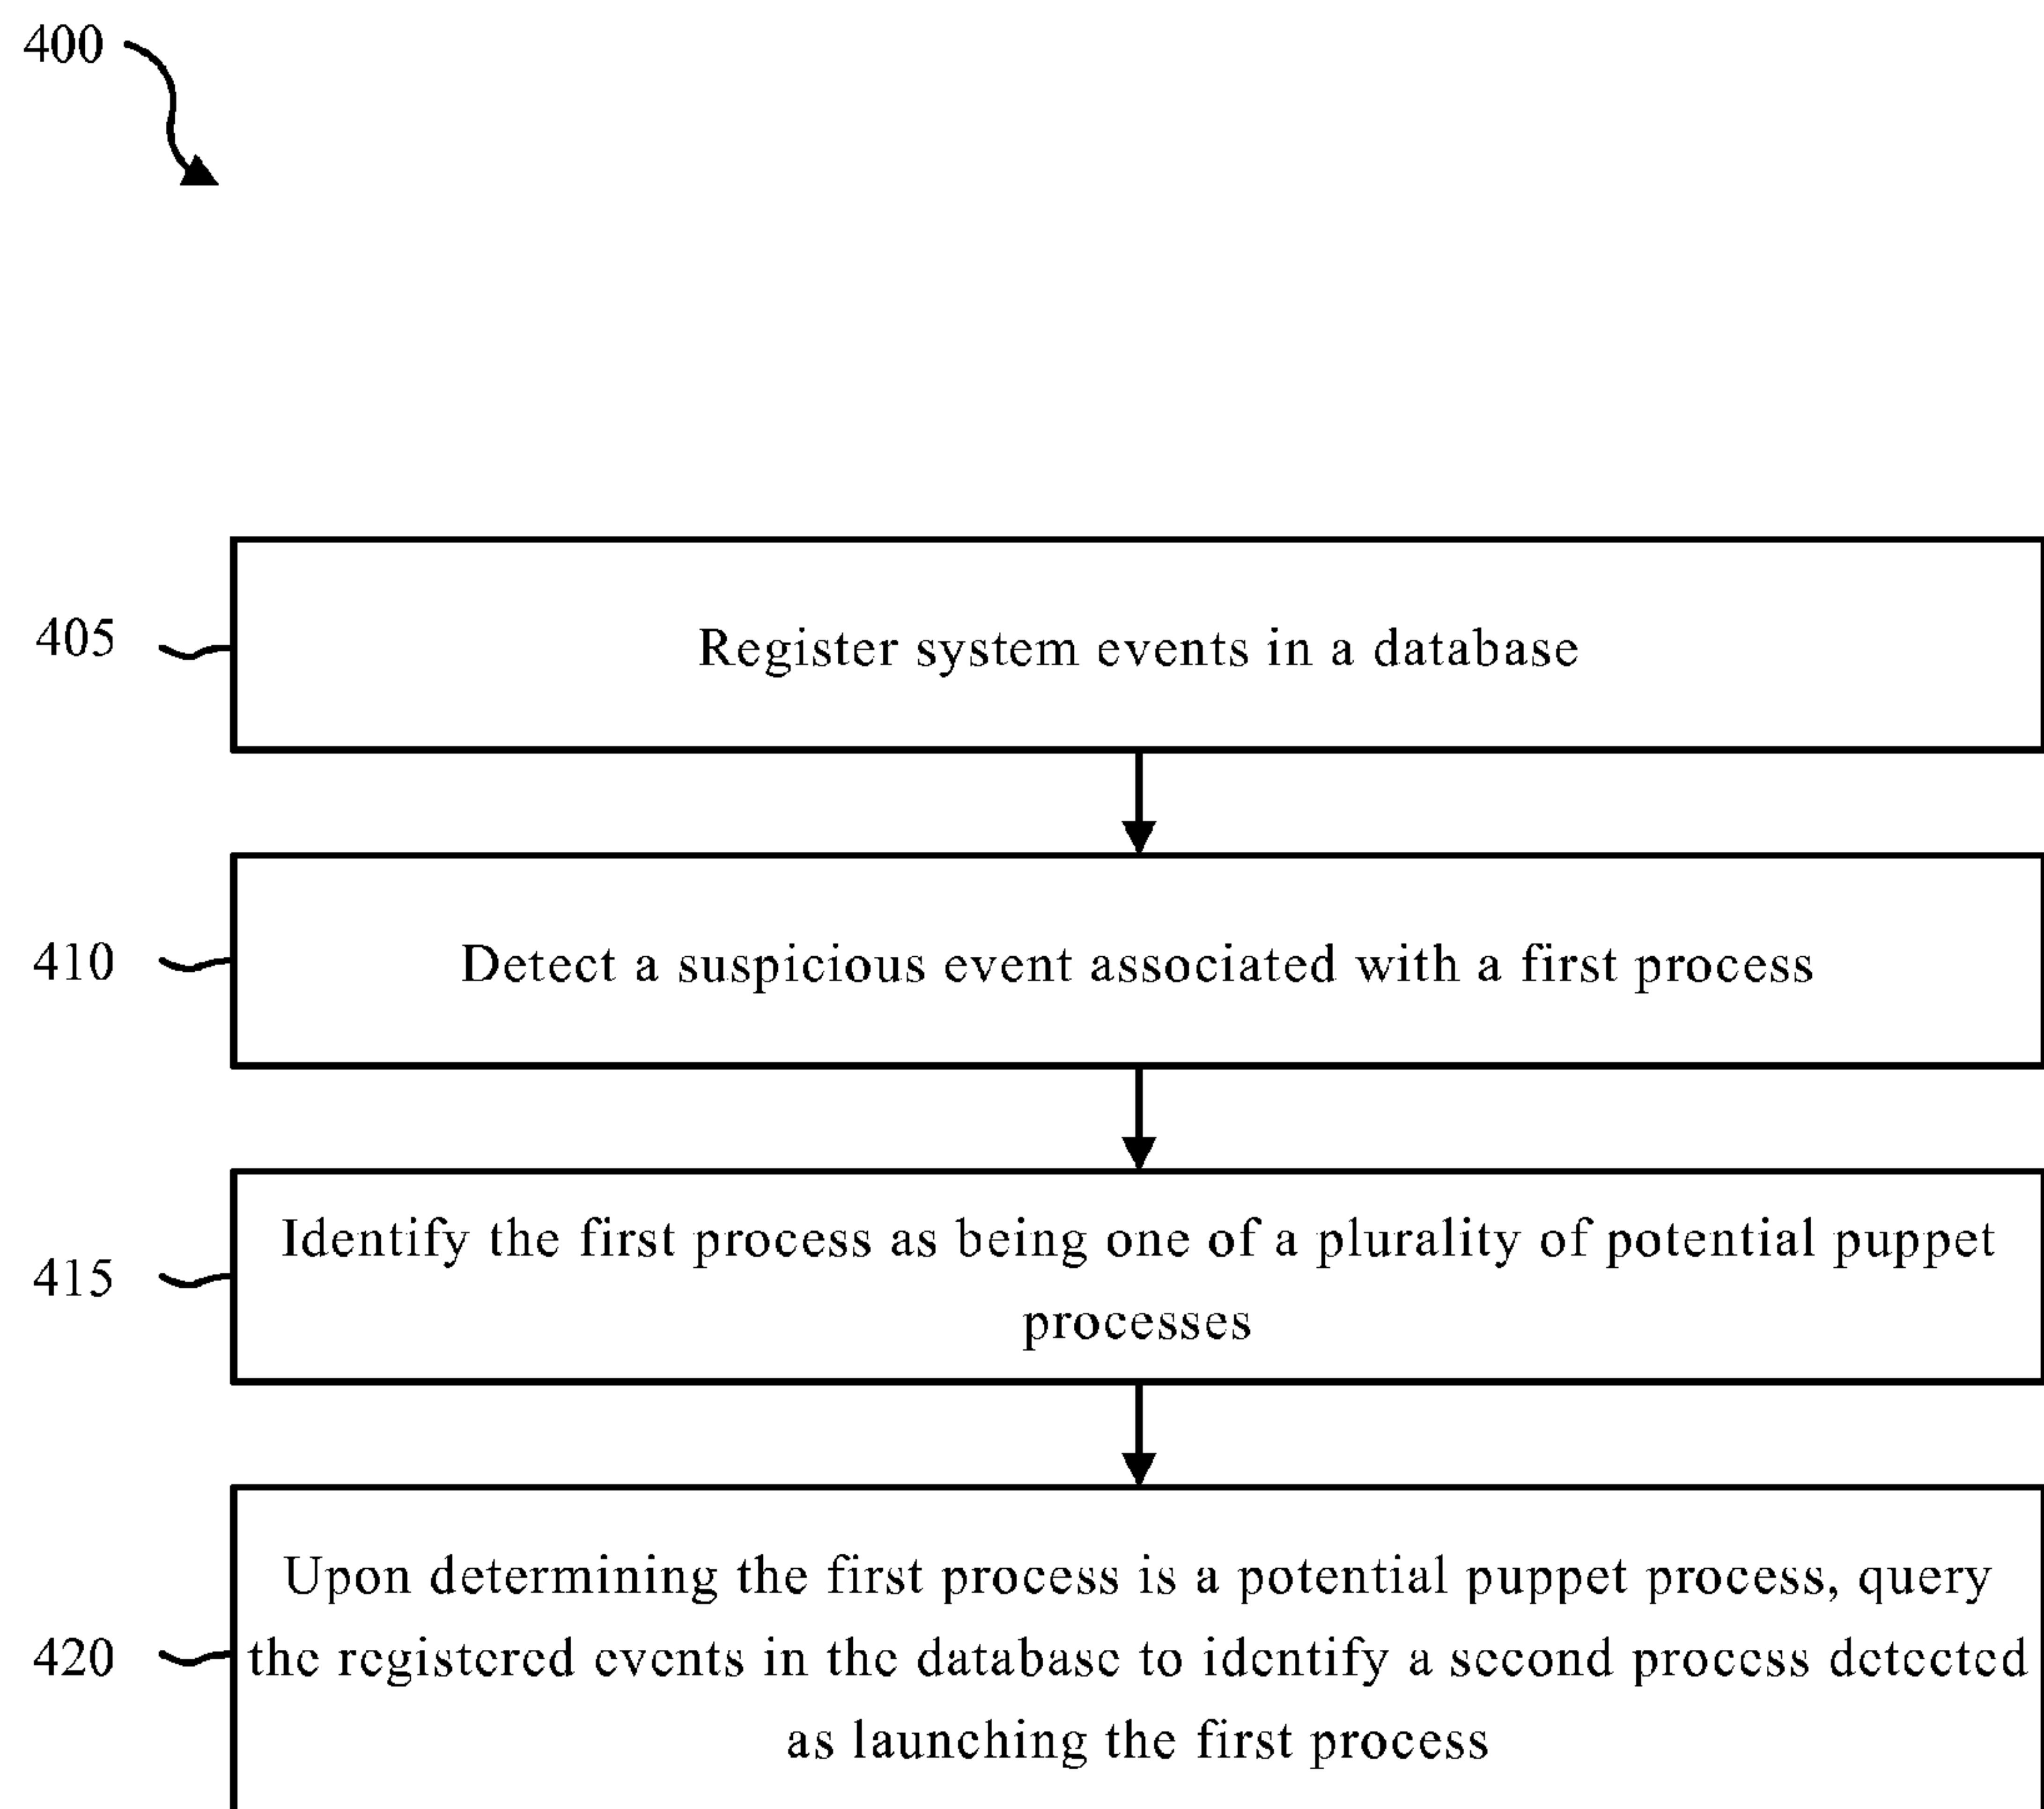 400
405
Register system events in a database
410
Detect a suspicious event associated with a first process
415
Identify the first process as being one of a plurality of potential puppet
processes
420
Upon determining the first process is a potential puppet process, query
the registered events in the database to identify a second process detected
as launching the first process